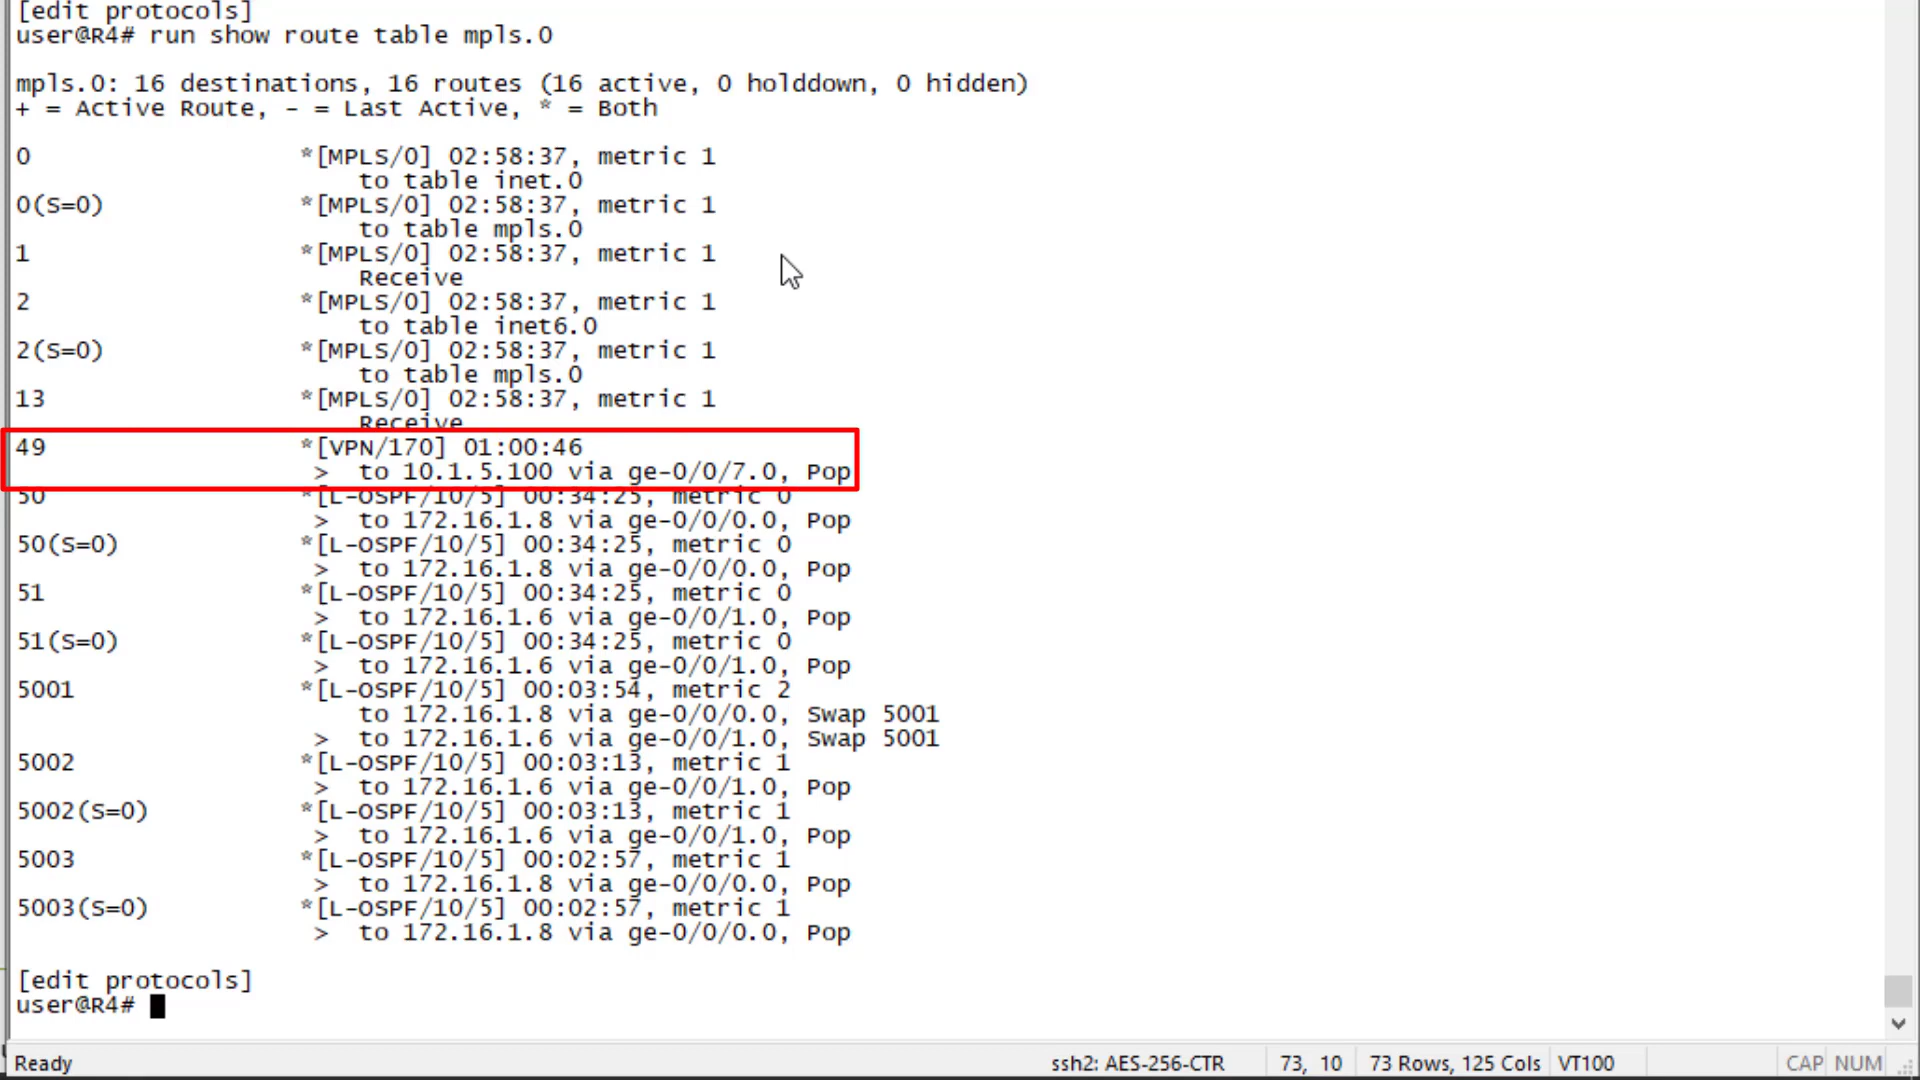 [edit protocols]
user@R4# run show route table mpls.0
mpls.0: 16 destinations, 16 routes (16 active, 0 holddown, 0 hidden)
+ = Active Route, - = Last Active, * = Both
0 *[MPLS/0] 02:58:37, metric 1
to table inet.0
0(S=0) *[MPLS/0] 02:58:37, metric 1
to table mpls.0
1 *[MPLS/0] 02:58:37, metric 1
Receive
2 *[MPLS/0] 02:58:37, metric 1
to table inet6.0
2(S=0) *[MPLS/0] 02:58:37, metric 1
to table mpls.0
13 *[MPLS/0] 02:58:37, metric 1
Receive
49 *[VPN/170] 01:00:46
> to 10.1.5.100 via ge-0/0/7.0, Pop
50 *[L-OSPF/10/5] 00:34:25, metric 0
> to 172.16.1.8 via ge-0/0/0.0, Pop
50(S=0) *[L-OSPF/10/5] 00:34:25, metric 0
> to 172.16.1.8 via ge-0/0/0.0, Pop
51 *[L-OSPF/10/5] 00:34:25, metric 0
> to 172.16.1.6 via ge-0/0/1.0, Pop
51(S=0) *[L-OSPF/10/5] 00:34:25, metric 0
> to 172.16.1.6 via ge-0/0/1.0, Pop
5001 *[L-OSPF/10/5] 00:03:54, metric 2
to 172.16.1.8 via ge-0/0/0.0, Swap 5001
> to 172.16.1.6 via ge-0/0/1.0, Swap 5001
5002 *[L-OSPF/10/5] 00:03:13, metric 1
> to 172.16.1.6 via ge-0/0/1.0, Pop
5002(S=0) *[L-OSPF/10/5] 00:03:13, metric 1
> to 172.16.1.6 via ge-0/0/1.0, Pop
5003 *[L-OSPF/10/5] 00:02:57, metric 1
> to 172.16.1.8 via ge-0/0/0.0, Pop
5003(S=0) *[L-OSPF/10/5] 00:02:57, metric 1
> to 172.16.1.8 via ge-0/0/0.0, Pop
[edit protocols]
user@R4#
Ready ssh2: AES-256-CTR 73, 10 73 Rows, 125 Cols VT100 CAP NUM